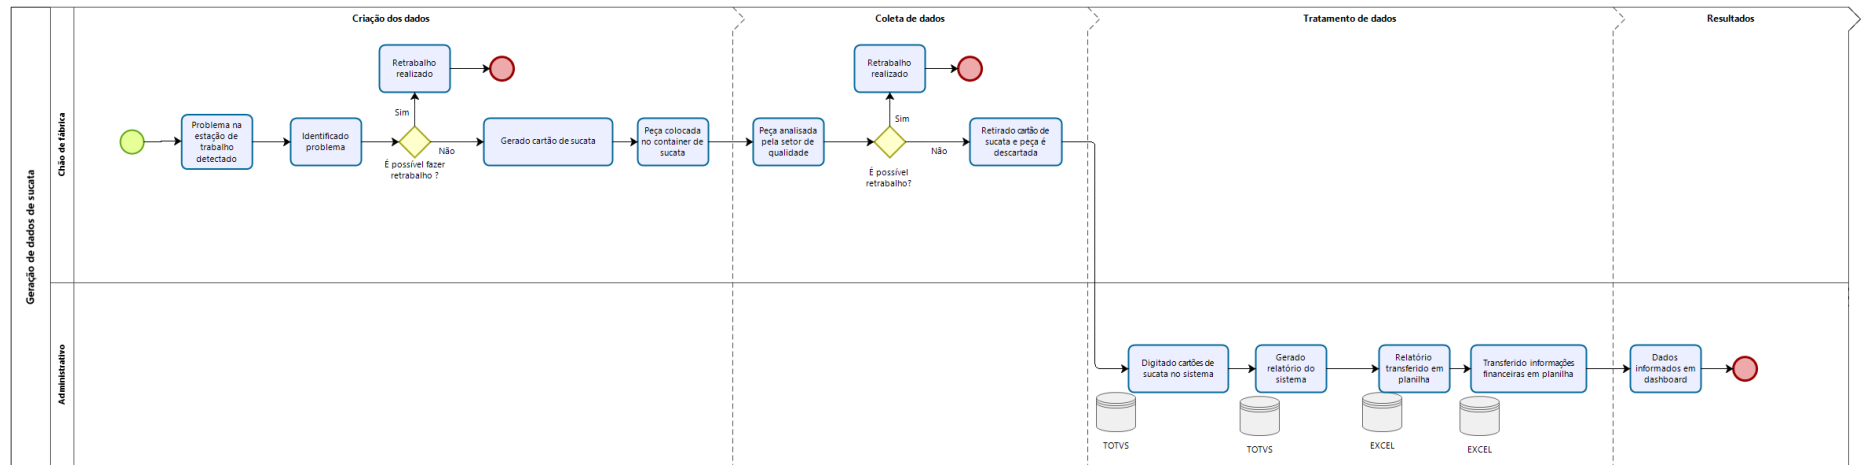 Criação dos dados
Coleta de dados
Tratamento de dados
Resultados
Geração de dados de sucata
Chão de fábrica
Retrabalho
realizado
Sim
Problema na
estação de
trabalho
detectado
Identificado
problema
É possível fazer
retrabalho ?
Não
Gerado cartão de sucata
Peça colocada
no container de
sucata
Peça analisada
pela setor de
qualidade
Retrabalho
realizado
Sim
É possível
retrabalho?
Não
Retirado cartão de
sucata e peça é
descartada
Administrativo
Digitado cartões de
sucata no sistema
TOTVS
Gerado
relatório do
sistema
TOTVS
Relatório
transferido em
planilha
EXCEL
Transferido informações
financeiras em planilha
EXCEL
Dados
informados em
dashboard